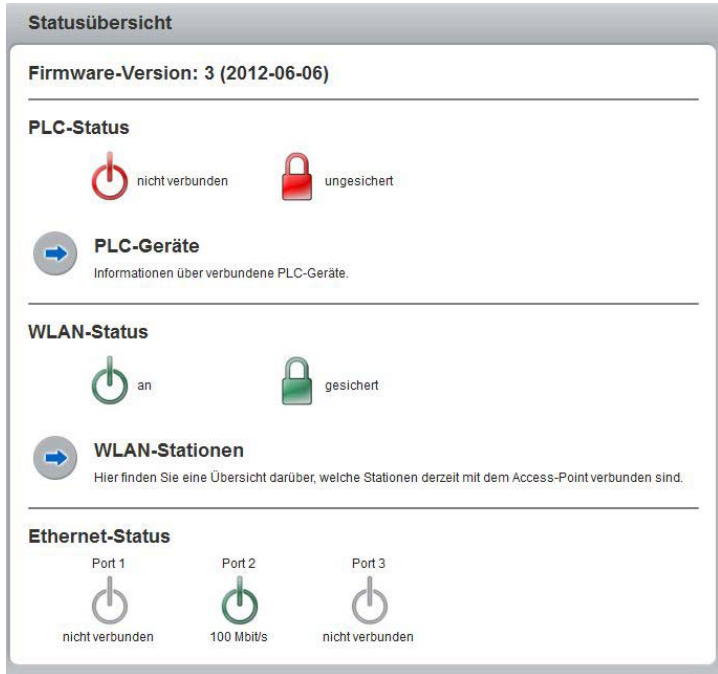 Statusübersicht
Firmware-Version: 3 (2012-06-06)
PLC-Status
nicht verbunden
ungesichert
PLC-Geräte
Informationen über verbundene PLC-Geräte.
WLAN-Status
an
gesichert
WLAN-Stationen
Hier finden Sie eine Übersicht darüber, welche Stationen derzeit mit dem Access-Point verbunden sind.
Ethernet-Status
Port 1
Port 2
Port 3
nicht verbunden
100 Mbit/s
nicht verbunden